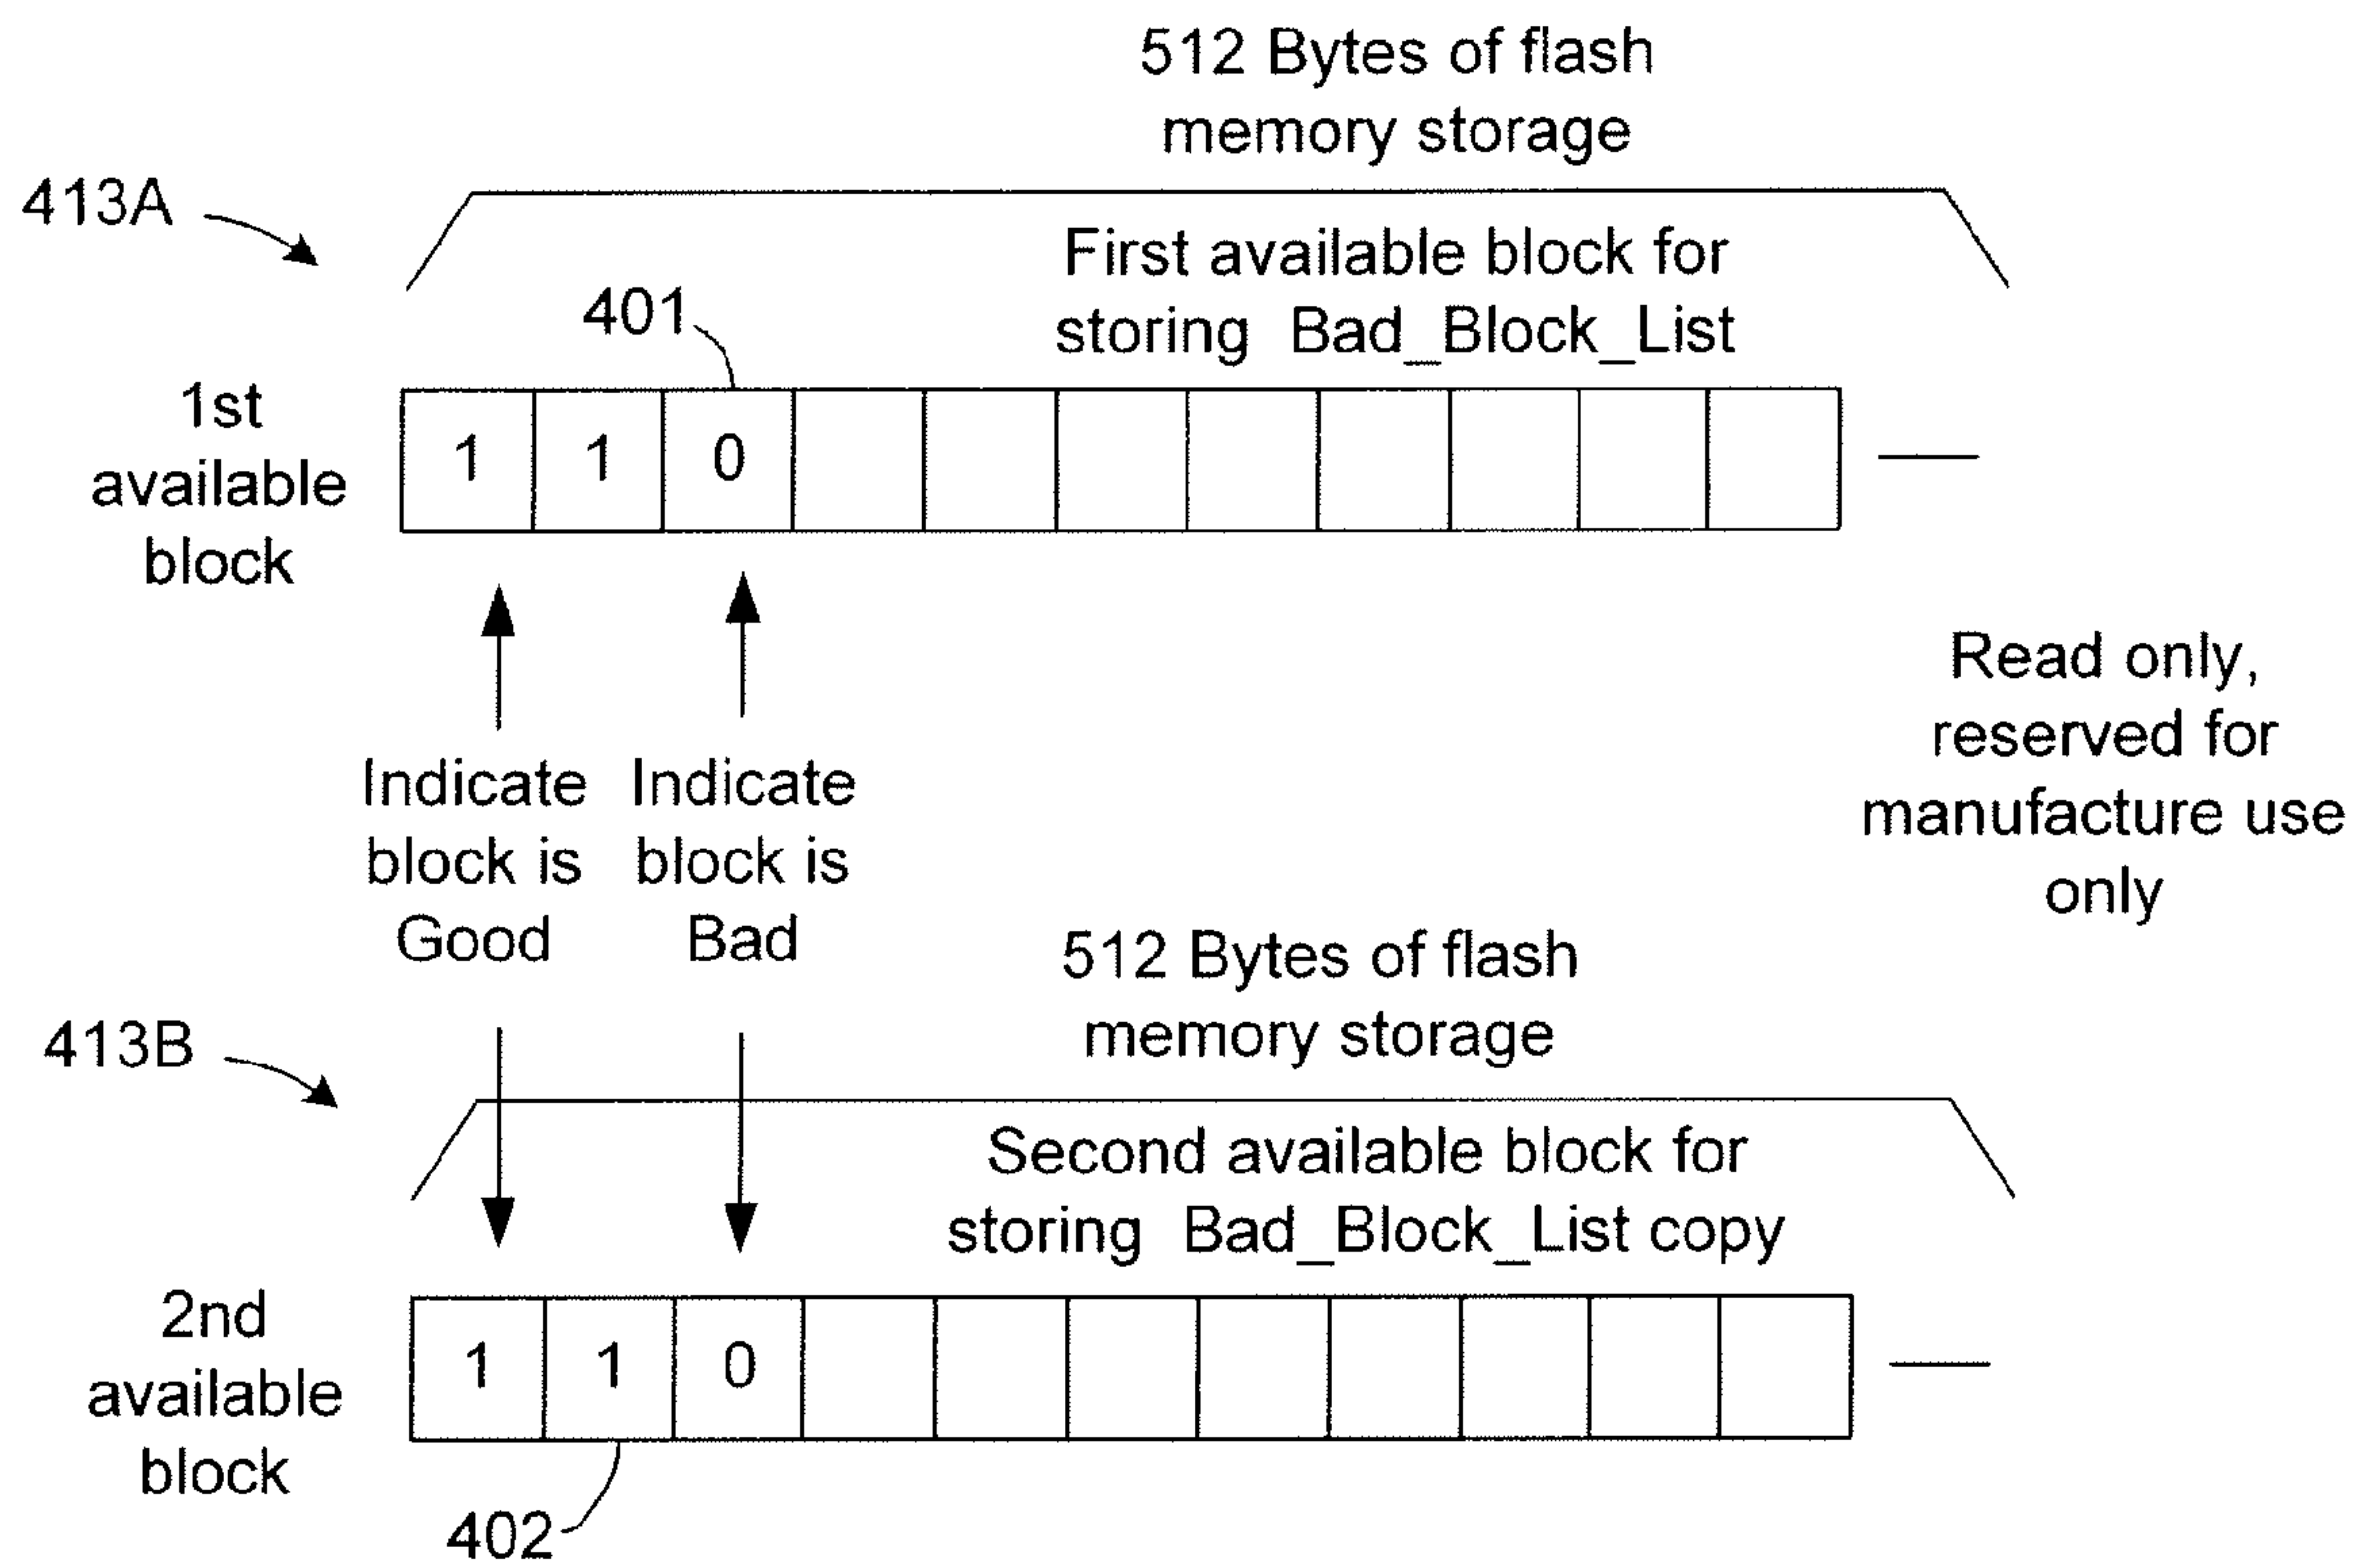 512 Bytes of flash
memory storage
413A
First available block for
storing Bad_Block_List
401
1st
available
block
1 1 0
Indicate
block is
Good
Indicate
block is
Bad
Read only,
reserved for
manufacture use
only
512 Bytes of flash
memory storage
413B
Second available block for
storing Bad_Block_List copy
2nd
available
block
1 1 0
402